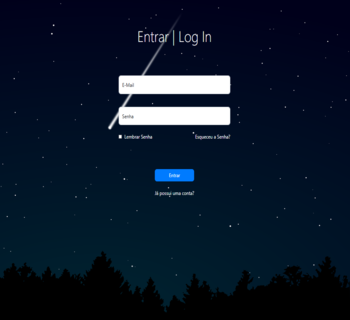 Entrar | Log In
E-Mail
Senha
Lembrar Senha
Esqueceu a Senha?
Entrar
Já possui uma conta?